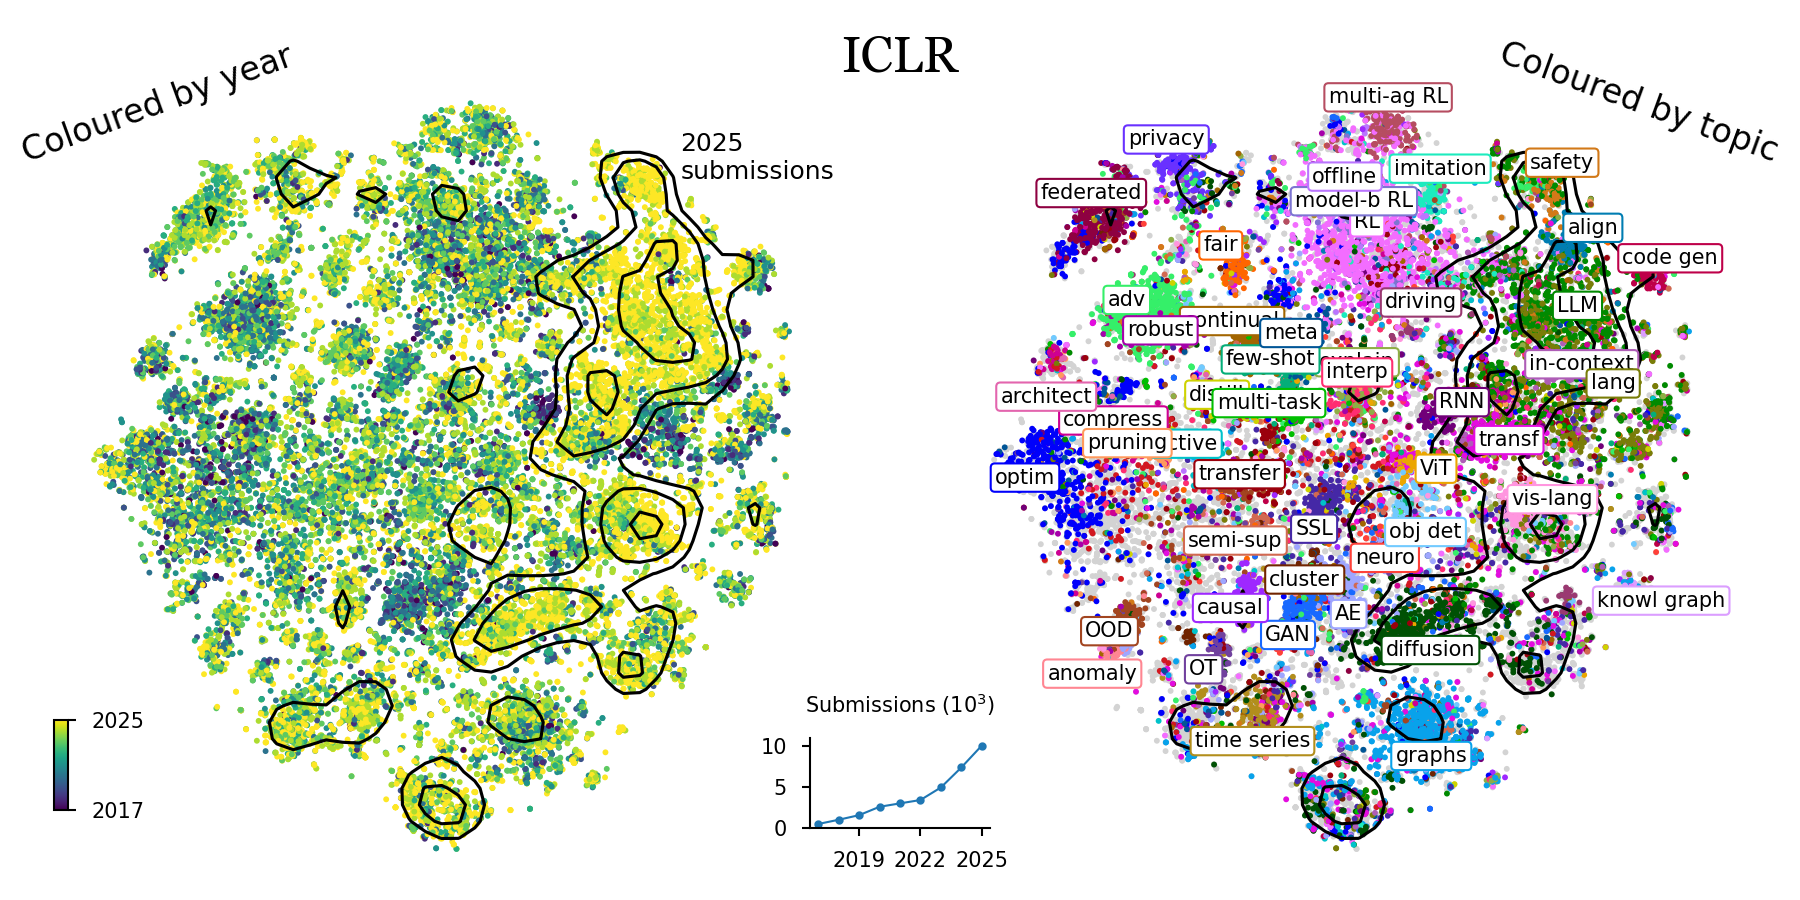 ICLR
Coloured by year
2025
submissions
2025
2017
Submissions (10³)
10
5
0
2019 2022 2025
Coloured by topic
multi-ag RL
privacy
safety
imitation
offline
federated
model-b RL
RL
align
fair
code gen
adv
driving
LLM
robust
meta
few-shot
in-context
interp
lang
architect
multi-task
RNN
compress
pruning
transf
transfer
ViT
optim
vis-lang
SSL
obj det
semi-sup
neuro
cluster
knowl graph
causal
AE
OOD
GAN
diffusion
OT
anomaly
time series
graphs